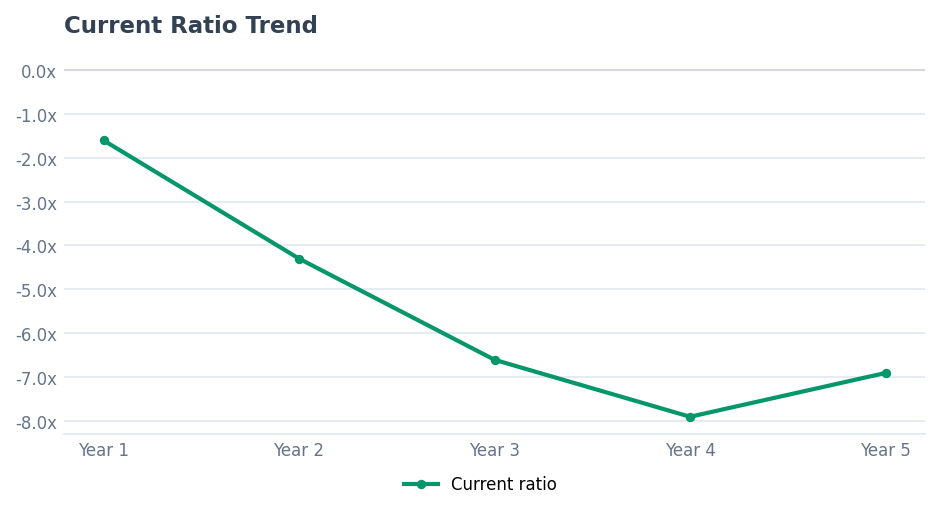 Current Ratio Trend
0.0x
-1.0x
-2.0x
-3.0x
-4.0x
-5.0x
-6.0x
-7.0x
-8.0x
Year 1 Year 2 Year 3 Year 4 Year 5
Current ratio